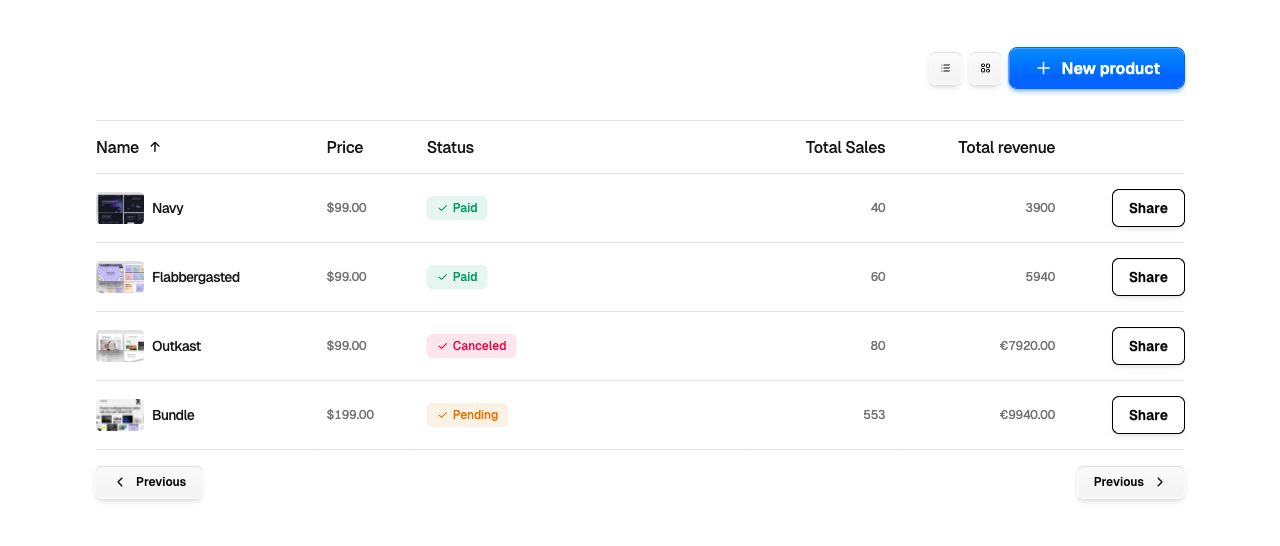 New product
Name Price Status Total Sales Total revenue
Navy $99.00 Paid 40 3900 Share
Flabbergasted $99.00 Paid 60 5940 Share
Outkast $99.00 Canceled 80 €7920.00 Share
Bundle $199.00 Pending 553 €9940.00 Share
Previous Previous